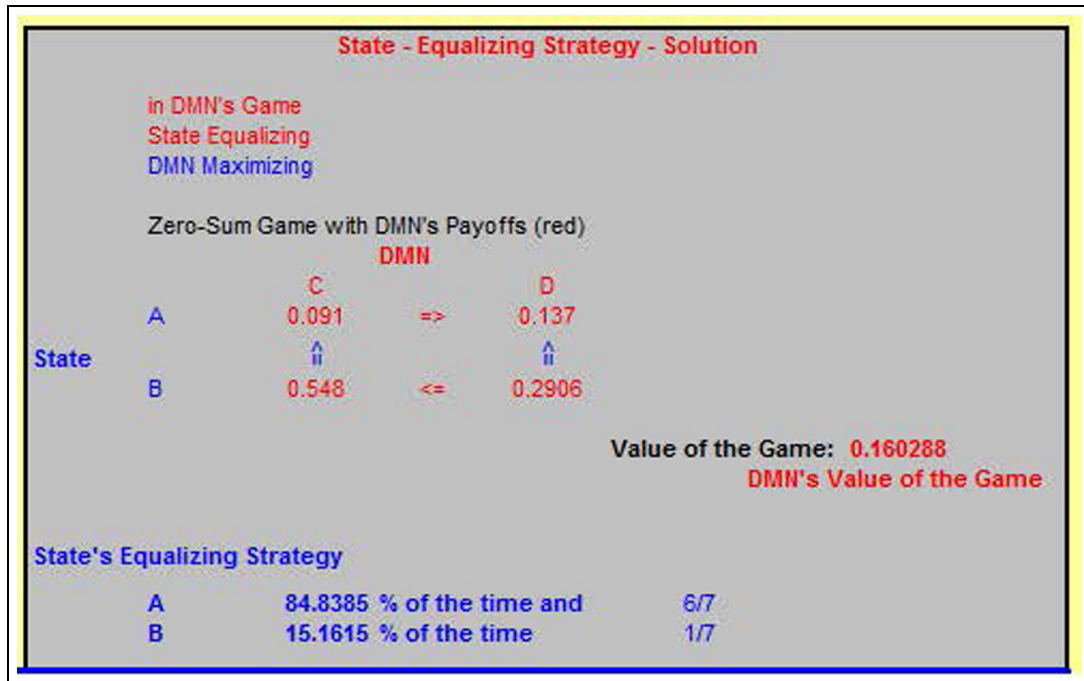 State - Equalizing Strategy - Solution
in DMN's Game
State Equalizing
DMN Maximizing
Zero-Sum Game with DMN's Payoffs (red)
DMN
C D
A 0.091 => 0.137
State
B 0.548 <= 0.2906
Value of the Game: 0.160288
DMN's Value of the Game
State's Equalizing Strategy
A 84.8385 % of the time and 6/7
B 15.1615 % of the time 1/7